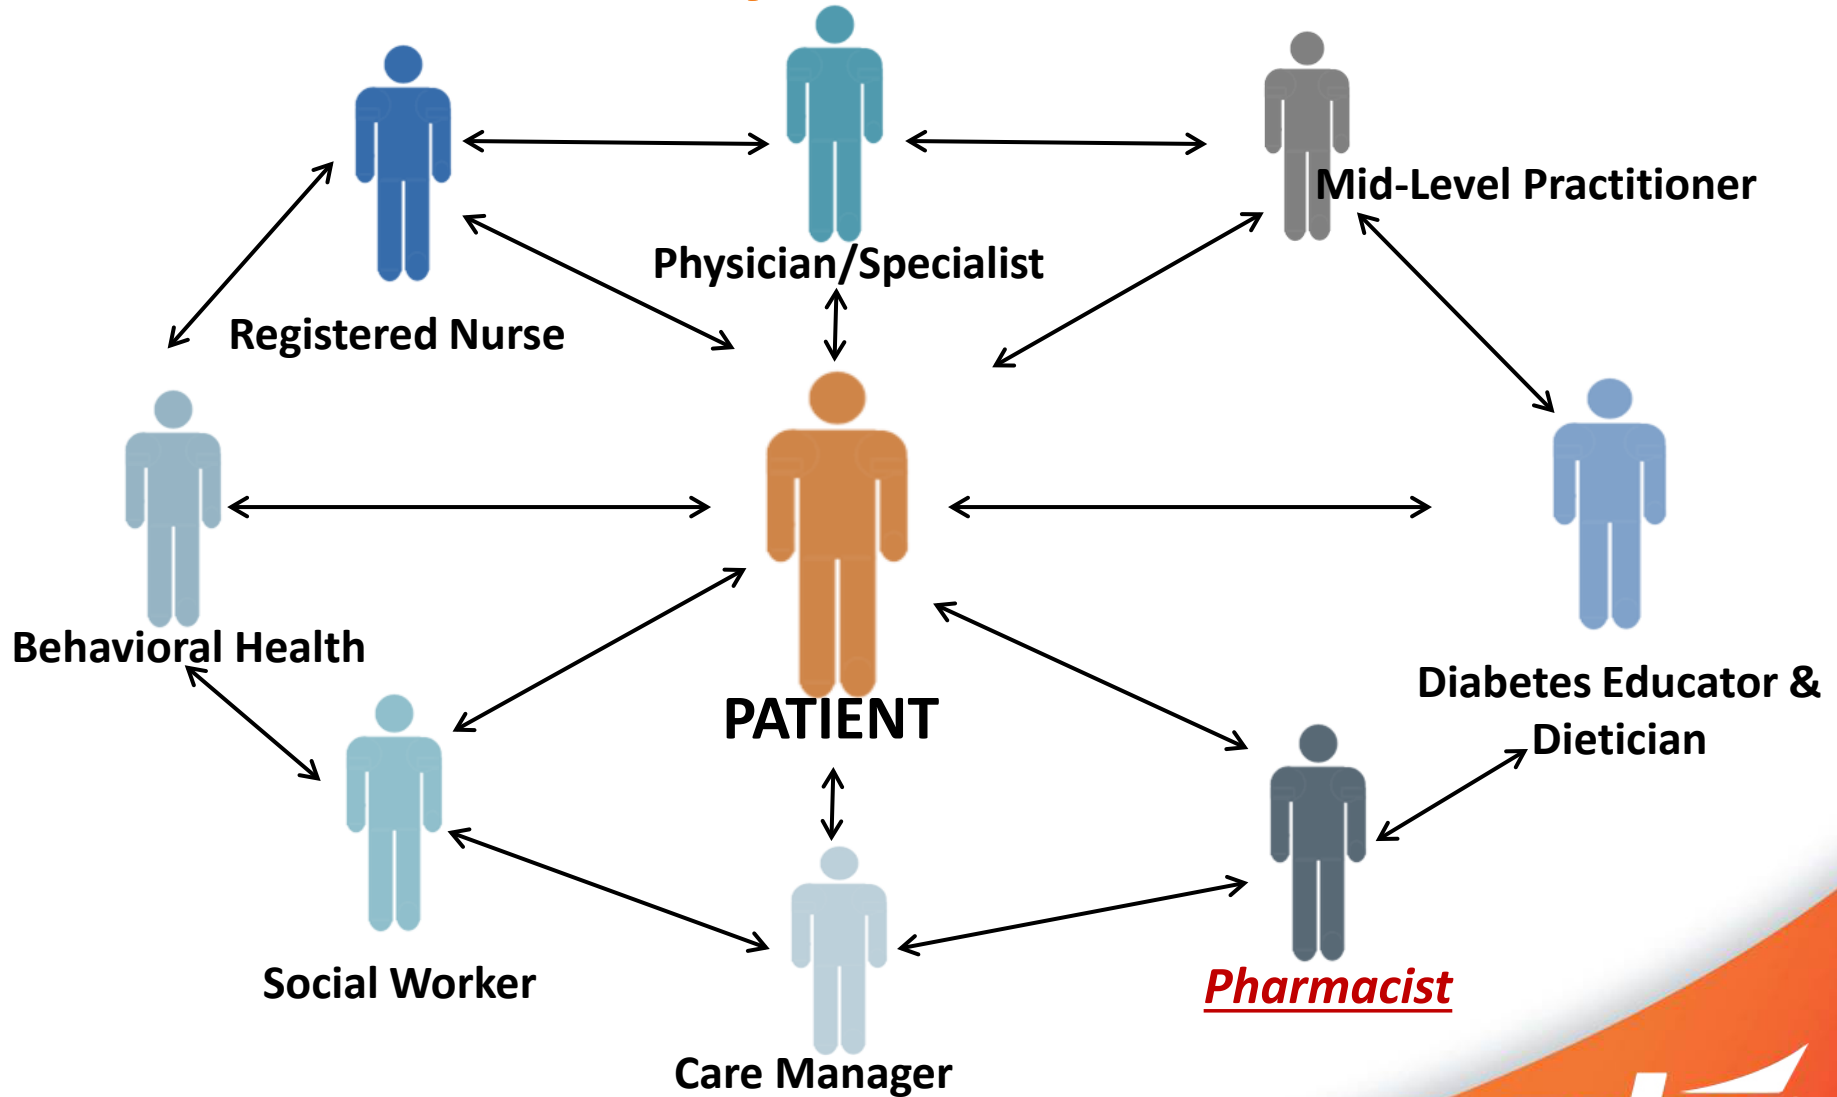 Mid-Level Practitioner
Physician/Specialist
Registered Nurse
Behavioral Health
PATIENT
Diabetes Educator &
Dietician
Social Worker
Pharmacist
Care Manager